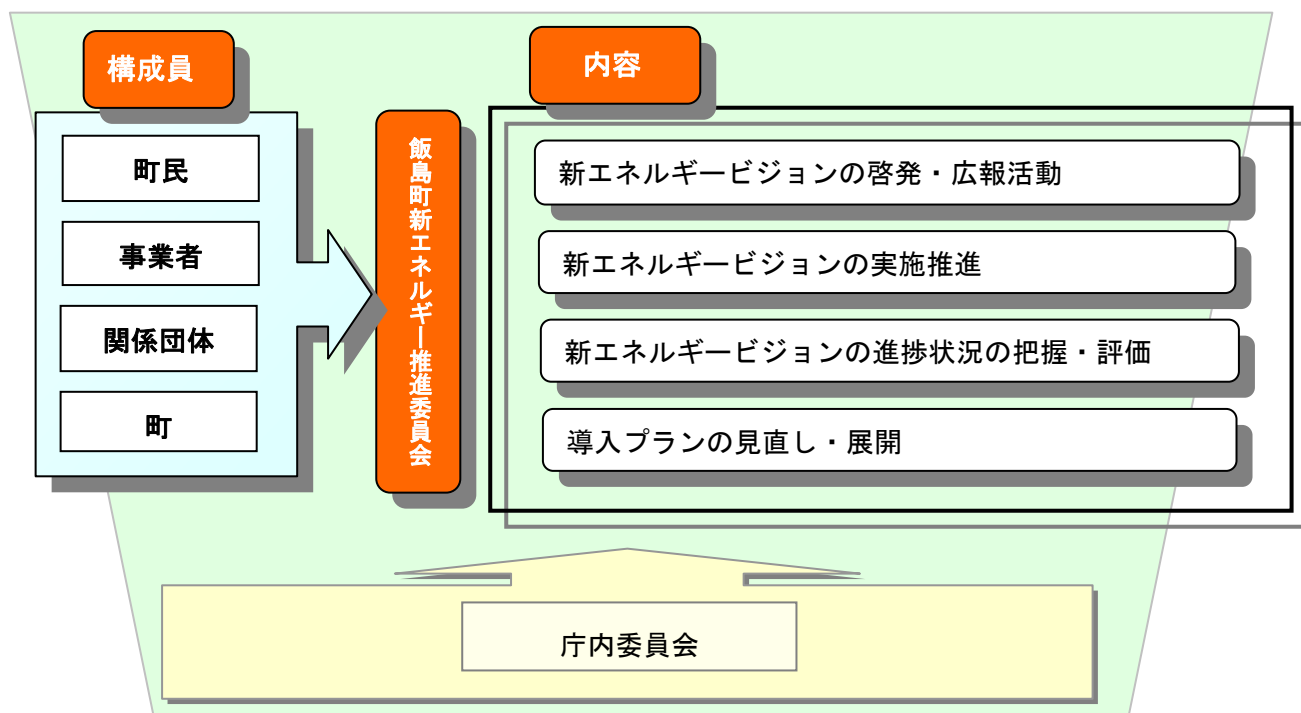 構成員
町民
事業者
関係団体
町
飯島町新エネルギー推進委員会
内容
新エネルギービジョンの啓発・広報活動
新エネルギービジョンの実施推進
新エネルギービジョンの進捗状況の把握・評価
導入プランの見直し・展開
庁内委員会